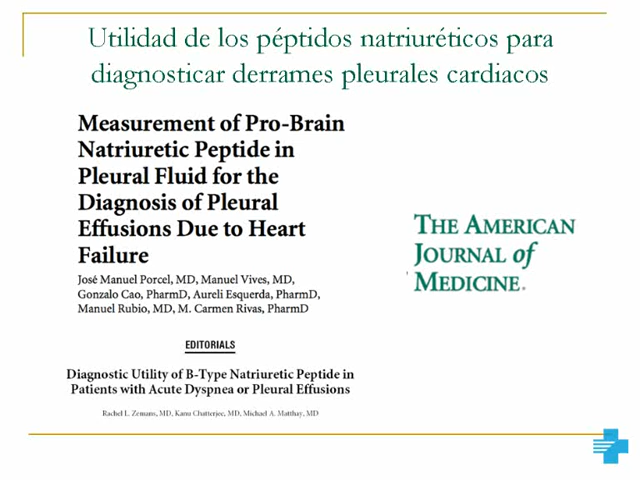 Utilidad de los péptidos natriuréticos para
diagnosticar derrames pleurales cardiacos
Measurement of Pro-Brain
Natriuretic Peptide in
Pleural Fluid for the
Diagnosis of Pleural
Effusions Due to Heart
Failure
José Manuel Porcel, MD, Manuel Vives, MD,
Gonzalo Cao, PharmD, Aureli Esquerda, PharmD,
Manuel Rubio, MD, M. Carmen Rivas, PharmD
THE AMERICAN
JOURNAL of
MEDICINE®
EDITORIALS
Diagnostic Utility of B-Type Natriuretic Peptide in
Patients with Acute Dyspnea or Pleural Effusions
Rachel L. Zemans, MD, Kanu Chatterjee, MD, Michael A. Matthay, MD